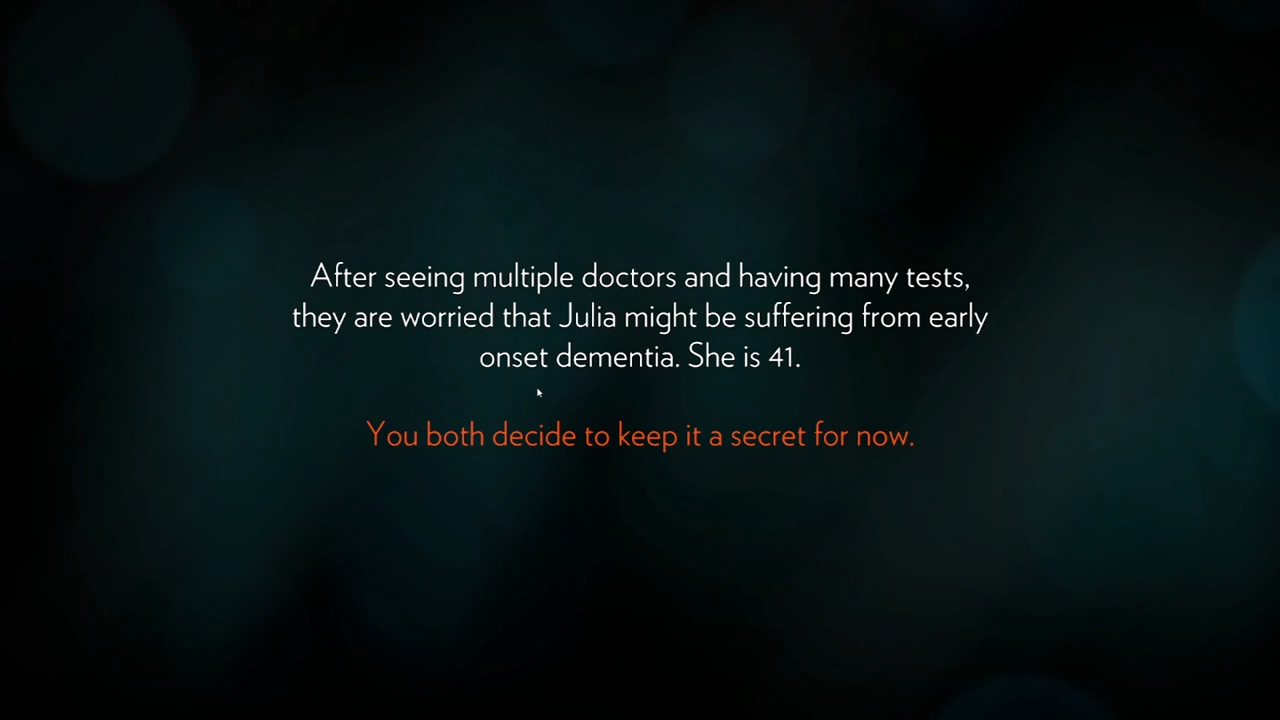 After seeing multiple doctors and having many tests,
they are worried that Julia might be suffering from early
onset dementia. She is 41.
You both decide to keep it a secret for now.